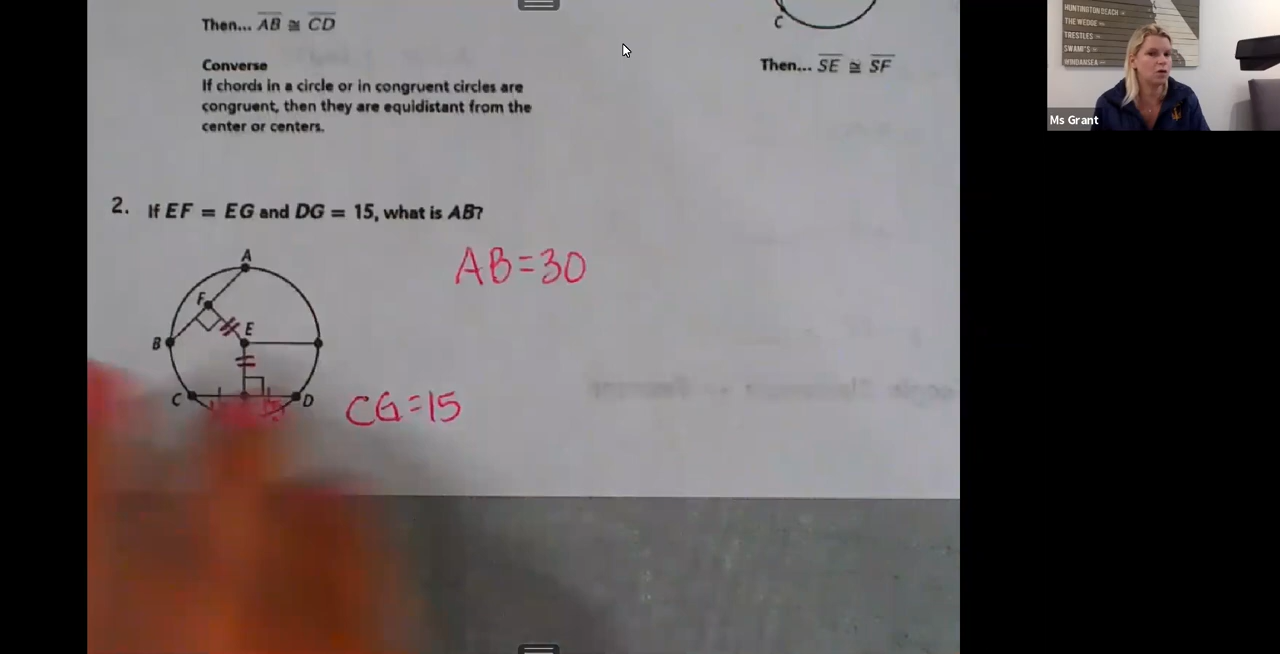 Then... AB ≅ CD
Converse
If chords in a circle or in congruent circles are
congruent, then they are equidistant from the
center or centers.
C
Then... SE ≅ SF
HUNTINGTON BEACH
THE WEDGE
TRESTLES
SWAMI'S
WINDANSEA
Ms Grant
2. If EF = EG and DG = 15, what is AB?
AB=30
A
F
E
B
C
D
CG=15